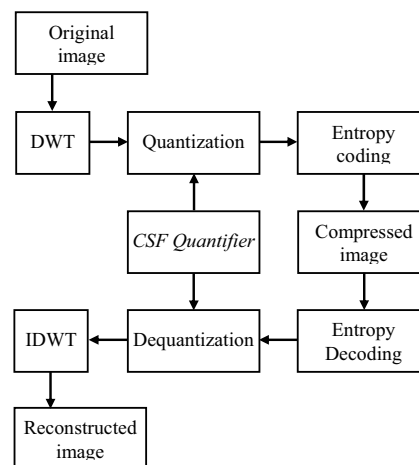 Original
image
DWT
Quantization
Entropy
coding
CSF Quantifier
Compressed
image
IDWT
Dequantization
Entropy
Decoding
Reconstructed
image